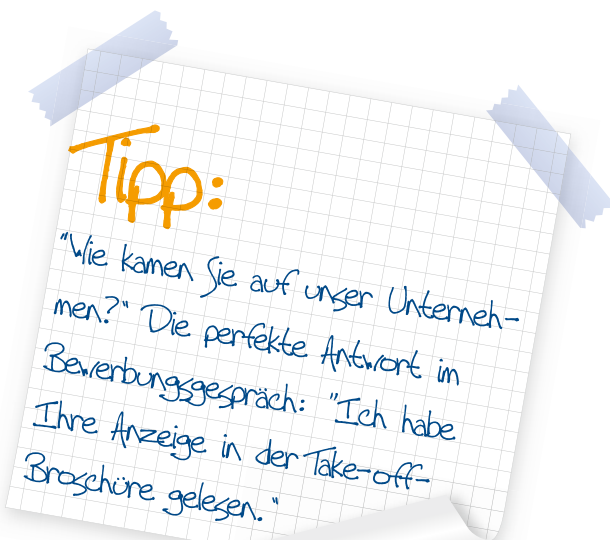 Tipp:
"Wie kamen Sie auf unser Unterneh-
men?" Die perfekte Antwort im
Bewerbungsgespräch: "Ich habe
Ihre Anzeige in der Take-off-
Broschüre gelesen."